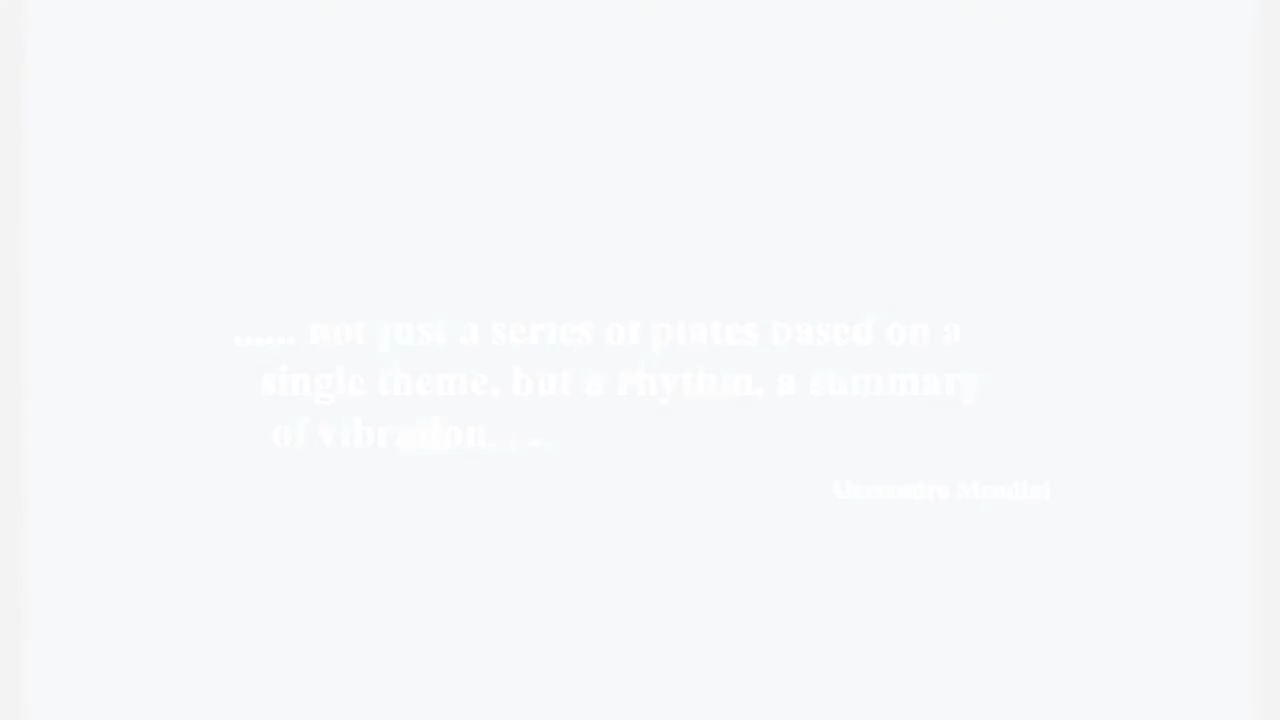 ...... not just a series of plates based on a
single theme, but a rhythm, a summary
of vibration. . ..
Alessandro Mendini